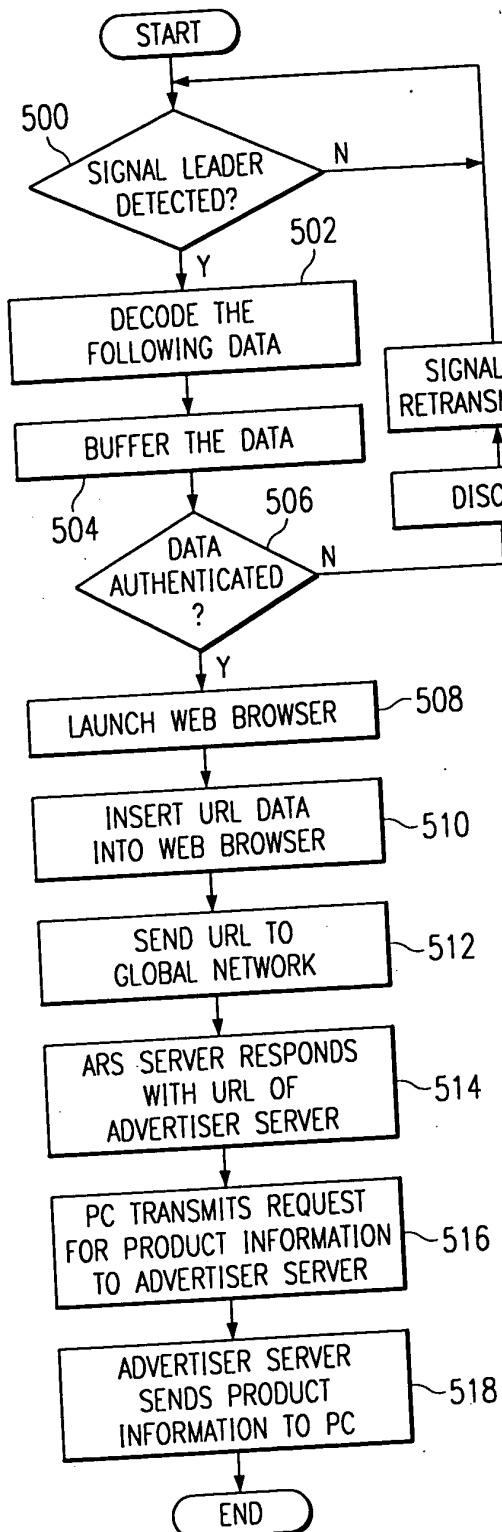 START
500
SIGNAL LEADER
DETECTED?
N
Y
502
DECODE THE
FOLLOWING DATA
SIGNAL
BUFFER THE DATA
504
506
DATA
AUTHENTICATED
?
N
Y
LAUNCH WEB BROWSER
508
INSERT URL DATA
INTO WEB BROWSER
510
SEND URL TO
GLOBAL NETWORK
512
ARS SERVER RESPONDS
WITH URL OF
ADVERTISER SERVER
514
PC TRANSMITS REQUEST
FOR PRODUCT INFORMATION
TO ADVERTISER SERVER
516
ADVERTISER SERVER
SENDS PRODUCT
INFORMATION TO PC
518
END